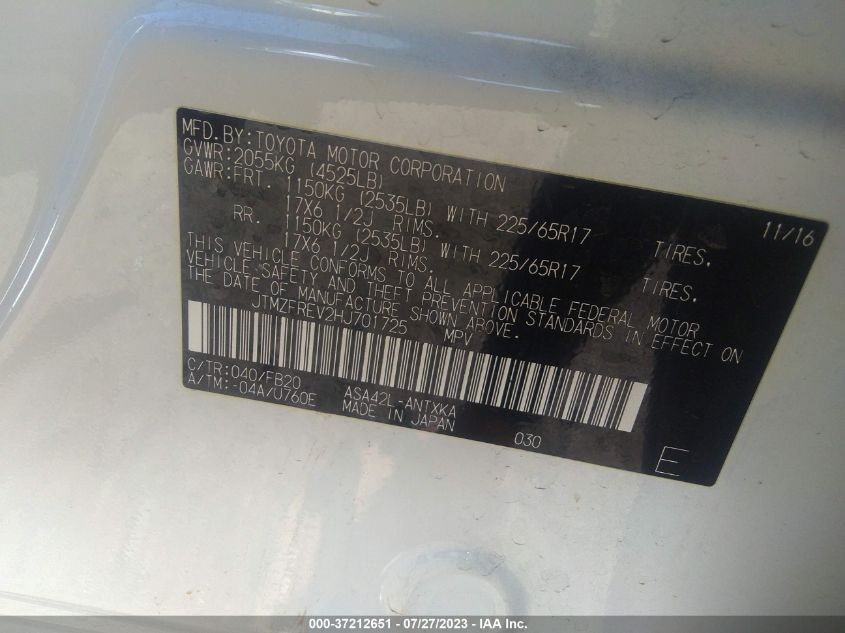 MFD.BY:TOYOTA MOTOR CORPORATION 11/16
GVWR:2055KG (4525LB)
GAWR:FRT. 1150KG (2535LB) WITH 225/65R17 TIRES.
17X6 1/2J RIMS.
RR. 1150KG (2535LB) WITH 225/65R17 TIRES.
17X6 1/2J RIMS.
THIS VEHICLE CONFORMS TO ALL APPLICABLE FEDERAL MOTOR
VEHICLE SAFETY AND THEFT PREVENTION STANDARDS IN EFFECT ON
THE DATE OF MANUFACTURE SHOWN ABOVE.
JTMZFREV2HJ701725 MPV
C/TR:040/FB20 ASA42L-ANTXKA
A/TM:-04A/U760E MADE IN JAPAN 030
E
000-37212651 - 07/27/2023 - IAA Inc.